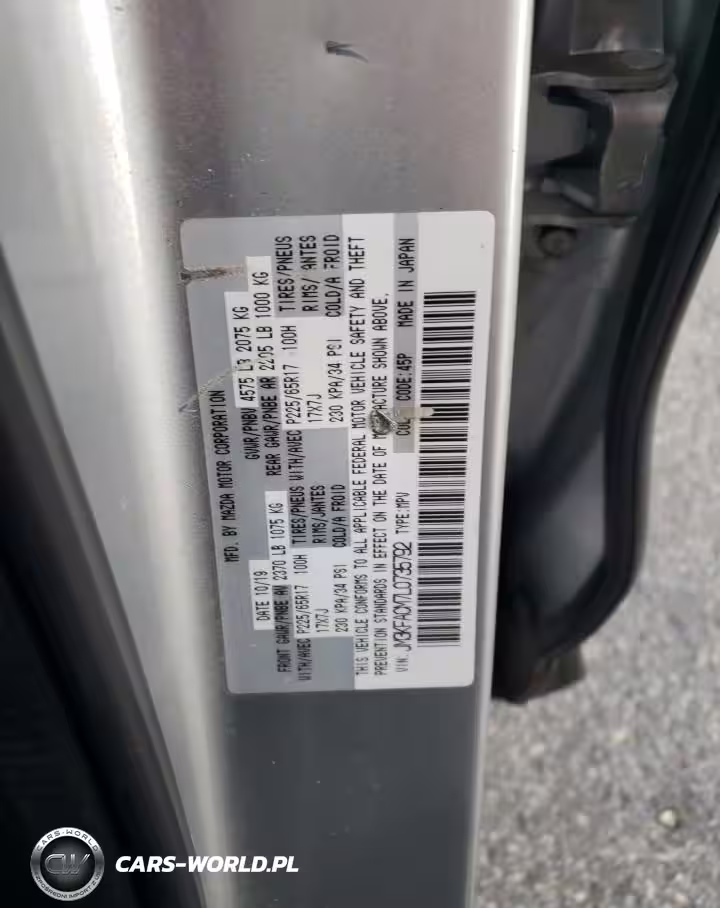 MFD. BY MAZDA MOTOR CORPORATION
DATE 10/19 GVWR/PNBV 4575 LB 2075 KG
FRONT GAWR/PNBE AV 2370 LB 1075 KG REAR GAWR/PNBE AR 2205 LB 1000 KG
WITH/AVEC P225/65R17 100H TIRES/PNEUS WITH/AVEC P225/65R17 100H TIRES/PNEUS
17X7J RIMS/JANTES 17X7J RIMS/JANTES
230 KPA/34 PSI COLD/A FROID 230 KPA/34 PSI COLD/A FROID
THIS VEHICLE CONFORMS TO ALL APPLICABLE FEDERAL MOTOR VEHICLE SAFETY AND THEFT
PREVENTION STANDARDS IN EFFECT ON THE DATE OF MANUFACTURE SHOWN ABOVE.
VIN: JM3KFACM7L0735792 TYPE:MPV CODE:45P MADE IN JAPAN
CARS-WORLD
CW
CARS-WORLD.PL